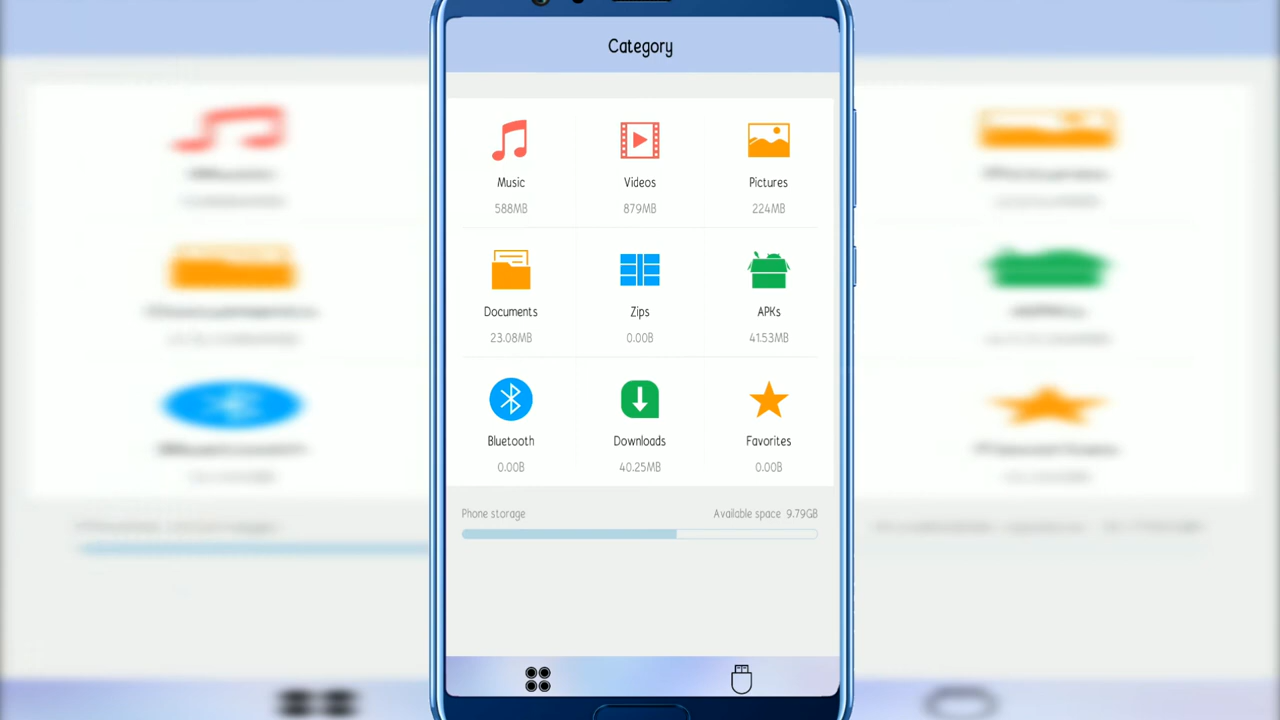 Category
Music Videos Pictures
588MB 879MB 224MB
Documents Zips APKs
23.08MB 0.00B 41.53MB
Bluetooth Downloads Favorites
0.00B 40.25MB 0.00B
Phone storage Available space 9.79GB